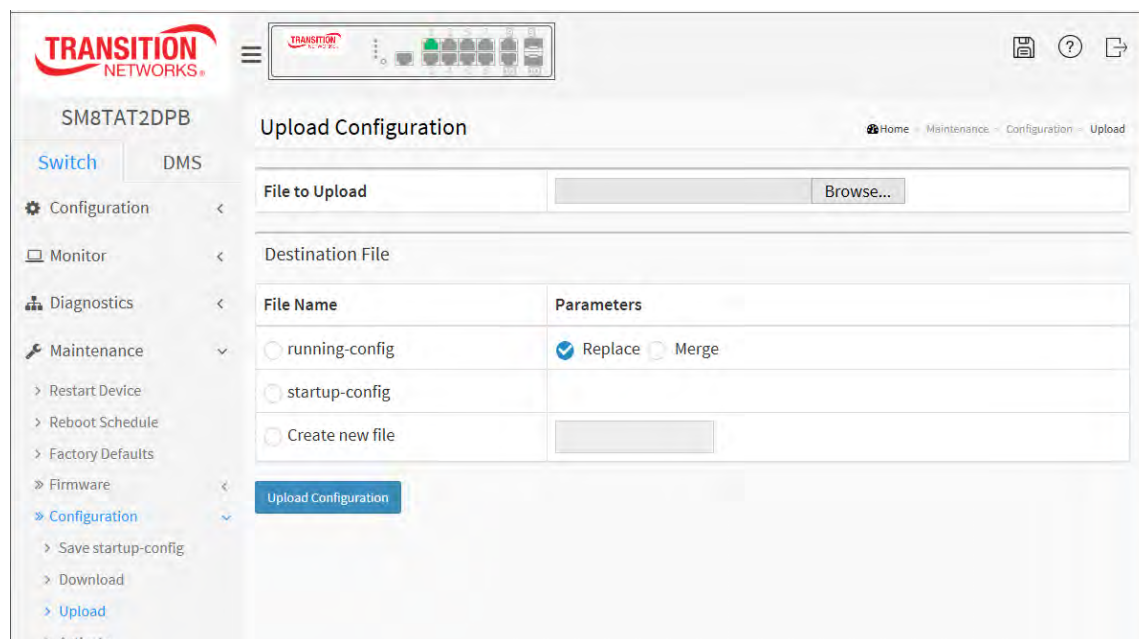 TRANSITION
NETWORKS®
TRANSITION
SM8TAT2DPB
Switch DMS
Configuration
Monitor
Diagnostics
Maintenance
Restart Device
Reboot Schedule
Factory Defaults
Firmware
Configuration
Save startup-config
Download
Upload
Upload Configuration
Home Maintenance Configuration Upload
File to Upload Browse...
Destination File
File Name Parameters
running-config Replace Merge
startup-config
Create new file
Upload Configuration